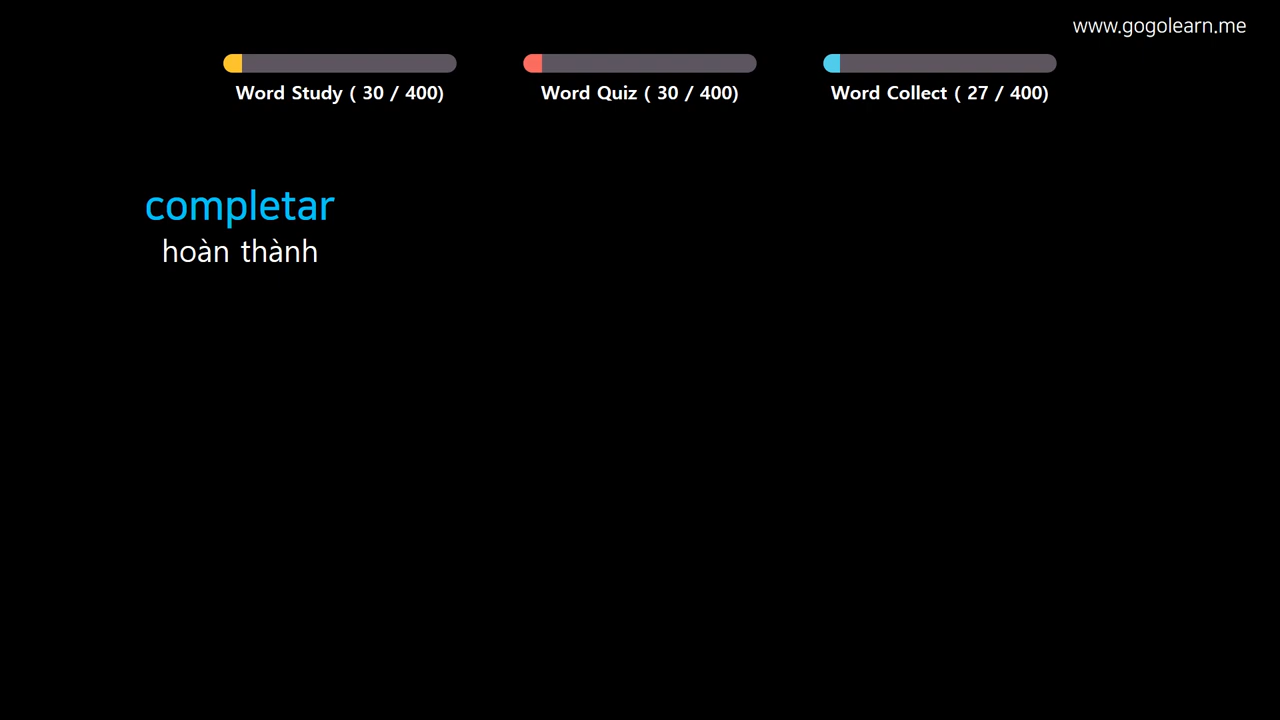 www.gogolearn.me
Word Study ( 30 / 400)
Word Quiz ( 30 / 400)
Word Collect ( 27 / 400)
completar
hoàn thành